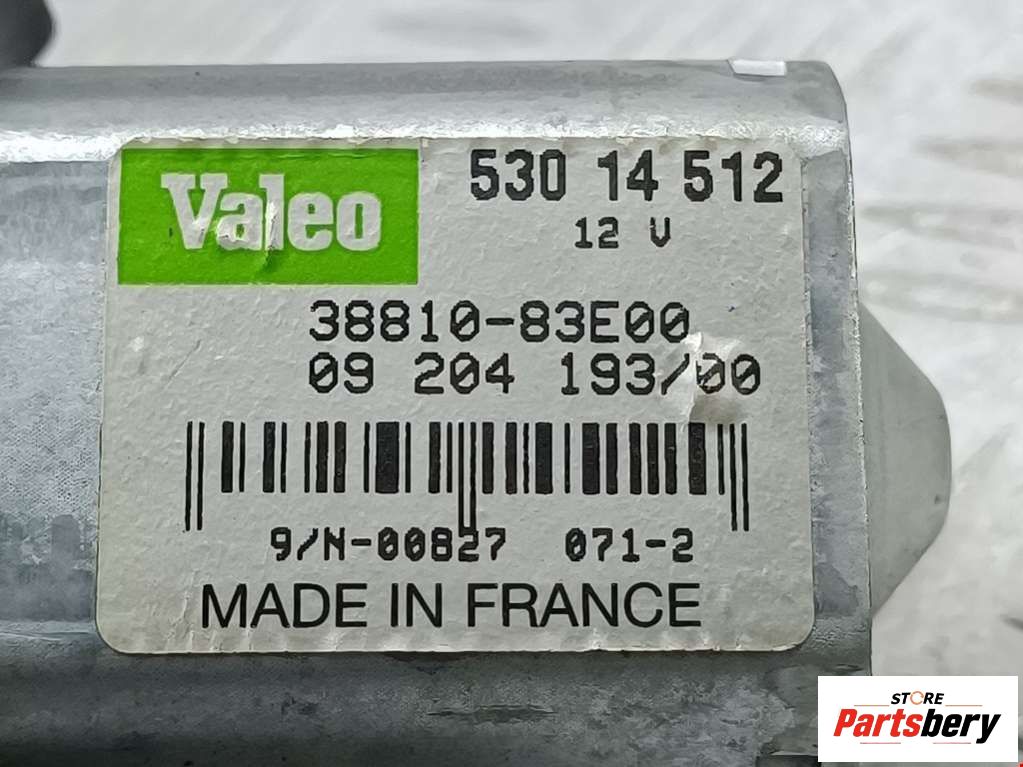 Valeo
530 14 512
12 V
38810-83E00
09 204 193/00
9/N-00827 071-2
MADE IN FRANCE
STORE
Partsbery